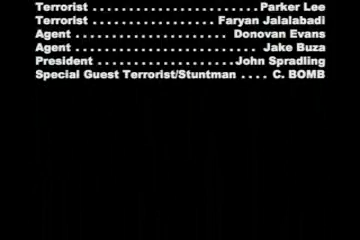 Terrorist . . . . . . . . . . . . . . . . . . . . . . . . Parker Lee
Terrorist . . . . . . . . . . . . . . . . . . Faryan Jalalabadi
Agent . . . . . . . . . . . . . . . . . . . . . . Donovan Evans
Agent . . . . . . . . . . . . . . . . . . . . . . . . . . Jake Buza
President . . . . . . . . . . . . . . . . . . . . John Spradling
Special Guest Terrorist/Stuntman . . . . C. BOMB